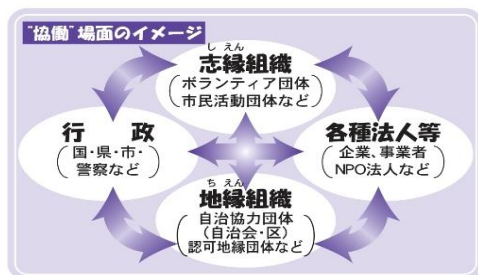 "協働"場面のイメージ
し えん
志縁組織
ボランティア団体
市民活動団体など
行 政
国・県・市・
警察など
各種法人等
企業、事業者
NPO法人など
ち えん
地縁組織
自治協力団体
(自治会・区)
認可地縁団体など